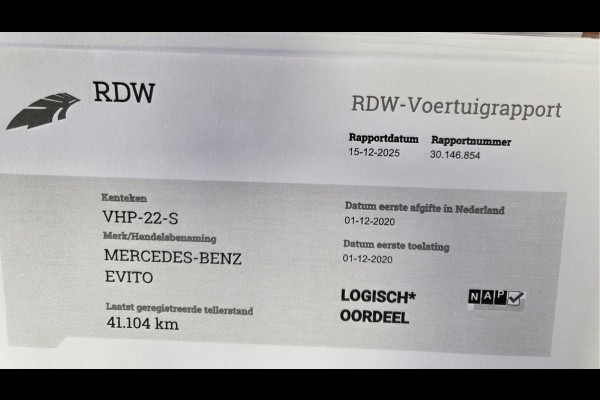 RDW
RDW-Voertuigrapport
Rapportdatum Rapportnummer
15-12-2025 30.146.854
Kenteken
VHP-22-S
Merk/Handelsbenaming
MERCEDES-BENZ
EVITO
Laatst geregistreerde tellerstand
41.104 km
Datum eerste afgifte in Nederland
01-12-2020
Datum eerste toelating
01-12-2020
LOGISCH*
OORDEEL
NAP